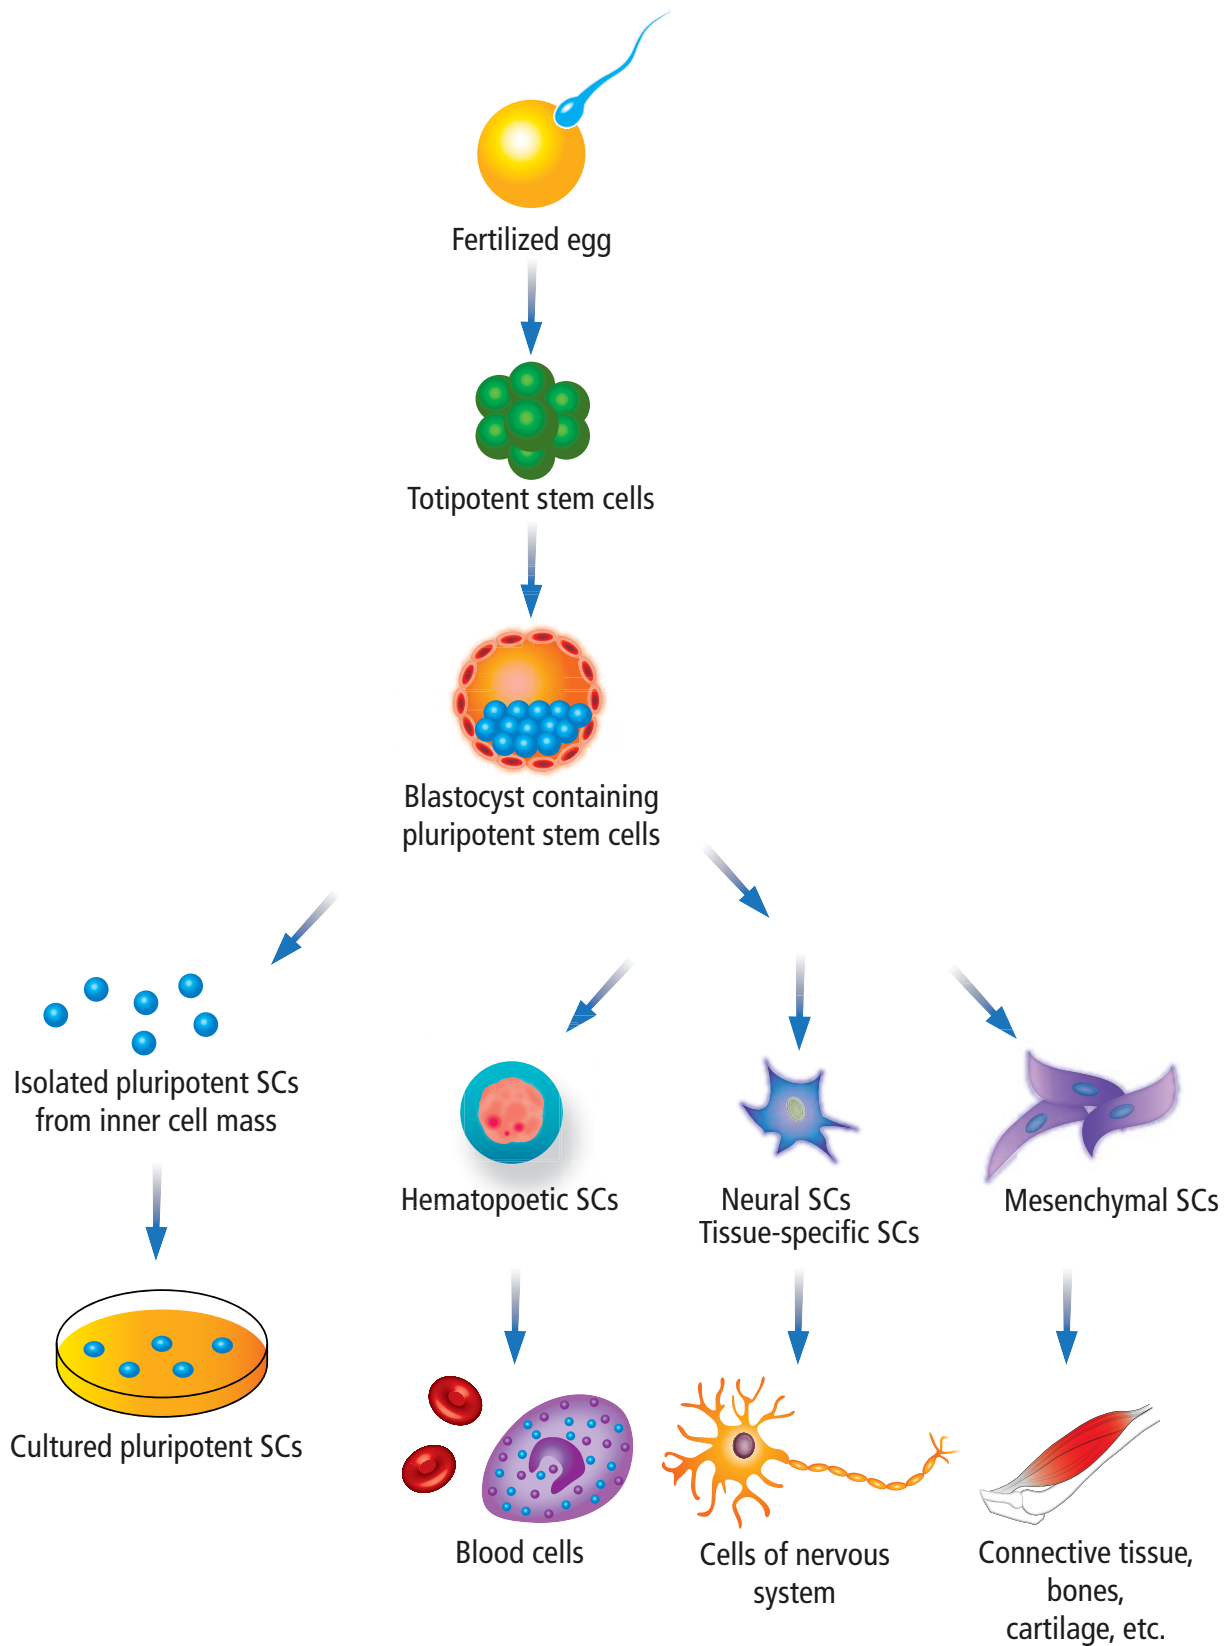 Fertilized egg
Totipotent stem cells
Blastocyst containing
pluripotent stem cells
Isolated pluripotent SCs
from inner cell mass
Cultured pluripotent SCs
Hematopoetic SCs
Neural SCs
Tissue-specific SCs
Mesenchymal SCs
Blood cells
Cells of nervous
system
Connective tissue,
bones,
cartilage, etc.